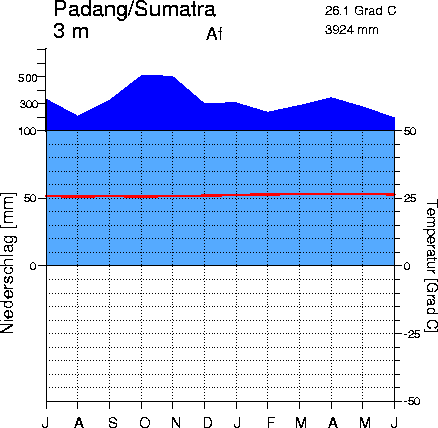 Padang/Sumatra
26.1 Grad C
3 m
Af
3924 mm
500
300
100
50
50
25
0
0
-25
-50
Niederschlag [mm]
Temperatur [Grad C]
J A S O N D J F M A M J